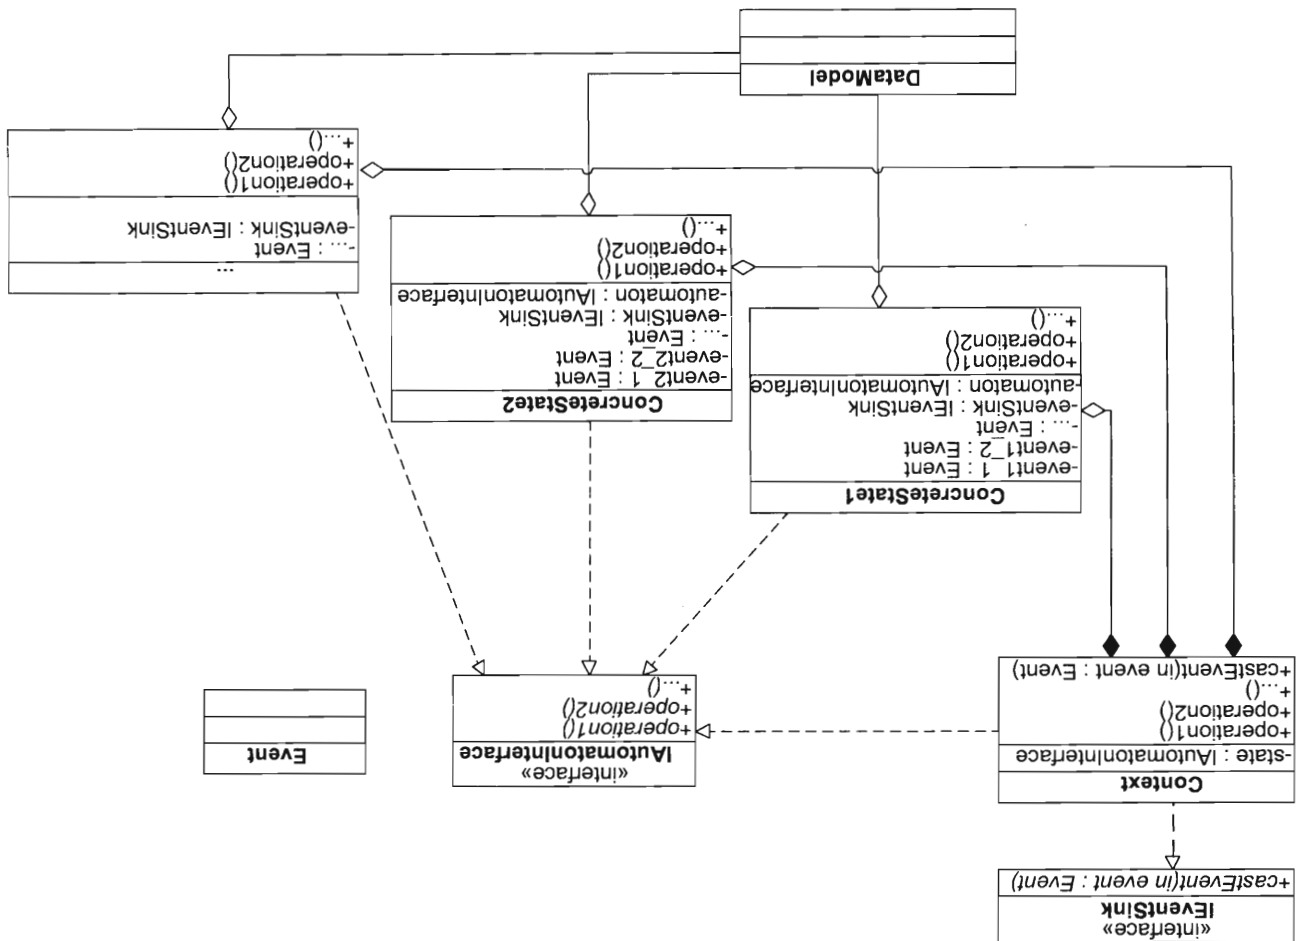 «interface»
IEventSink
+castEvent(in event : Event)
Context
-state : IAutomatonInterface
+operation1()
+operation2()
+...()
+castEvent(in event : Event)
«interface»
IAutomatonInterface
+operation1()
+operation2()
+...()
Event
ConcreteState1
-event1_1 : Event
-event1_2 : Event
-... : Event
-eventSink : IEventSink
-automaton : IAutomatonInterface
+operation1()
+operation2()
+...()
ConcreteState2
-event2_1 : Event
-event2_2 : Event
-... : Event
-eventSink : IEventSink
-automaton : IAutomatonInterface
+operation1()
+operation2()
+...()
...
-... : Event
-eventSink : IEventSink
+operation1()
+operation2()
+...()
DataModel